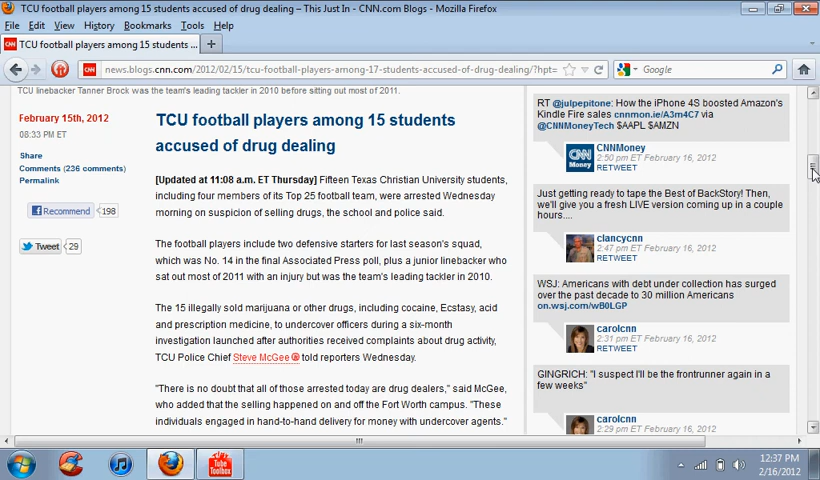 TCU football players among 15 students accused of drug dealing – This Just In - CNN.com Blogs - Mozilla Firefox
File Edit View History Bookmarks Tools Help
CNN TCU football players among 15 students ...
CNN news.blogs.cnn.com/2012/02/15/tcu-football-players-among-17-students-accused-of-drug-dealing/?hpt=
Google
TCU linebacker Tanner Brock was the team's leading tackler in 2010 before sitting out most of 2011.
February 15th, 2012
08:33 PM ET
Share
Comments (236 comments)
Permalink
Recommend 198
Tweet 29
TCU football players among 15 students
accused of drug dealing
[Updated at 11:08 a.m. ET Thursday] Fifteen Texas Christian University students,
including four members of its Top 25 football team, were arrested Wednesday
morning on suspicion of selling drugs, the school and police said.
The football players include two defensive starters for last season's squad,
which was No. 14 in the final Associated Press poll, plus a junior linebacker who
sat out most of 2011 with an injury but was the team's leading tackler in 2010.
The 15 illegally sold marijuana or other drugs, including cocaine, Ecstasy, acid
and prescription medicine, to undercover officers during a six-month
investigation launched after authorities received complaints about drug activity,
TCU Police Chief Steve McGee told reporters Wednesday.
"There is no doubt that all of those arrested today are drug dealers," said McGee,
who added that the selling happened on and off the Fort Worth campus. "These
individuals engaged in hand-to-hand delivery for money with undercover agents."
RT @julpepitone: How the iPhone 4S boosted Amazon's
Kindle Fire sales cnnmon.ie/A3m4C7 via
@CNNMoneyTech $AAPL $AMZN
CNN
Money
CNNMoney
2:50 pm ET February 16, 2012
RETWEET
Just getting ready to tape the Best of BackStory! Then,
we'll give you a fresh LIVE version coming up in a couple
hours....
clancycnn
2:47 pm ET February 16, 2012
RETWEET
WSJ: Americans with debt under collection has surged
over the past decade to 30 million Americans
on.wsj.com/wB0LGP
carolcnn
2:31 pm ET February 16, 2012
RETWEET
GINGRICH: "I suspect I'll be the frontrunner again in a
few weeks"
carolcnn
2:29 pm ET February 16, 2012
Tube
Toolbox
12:37 PM
2/16/2012